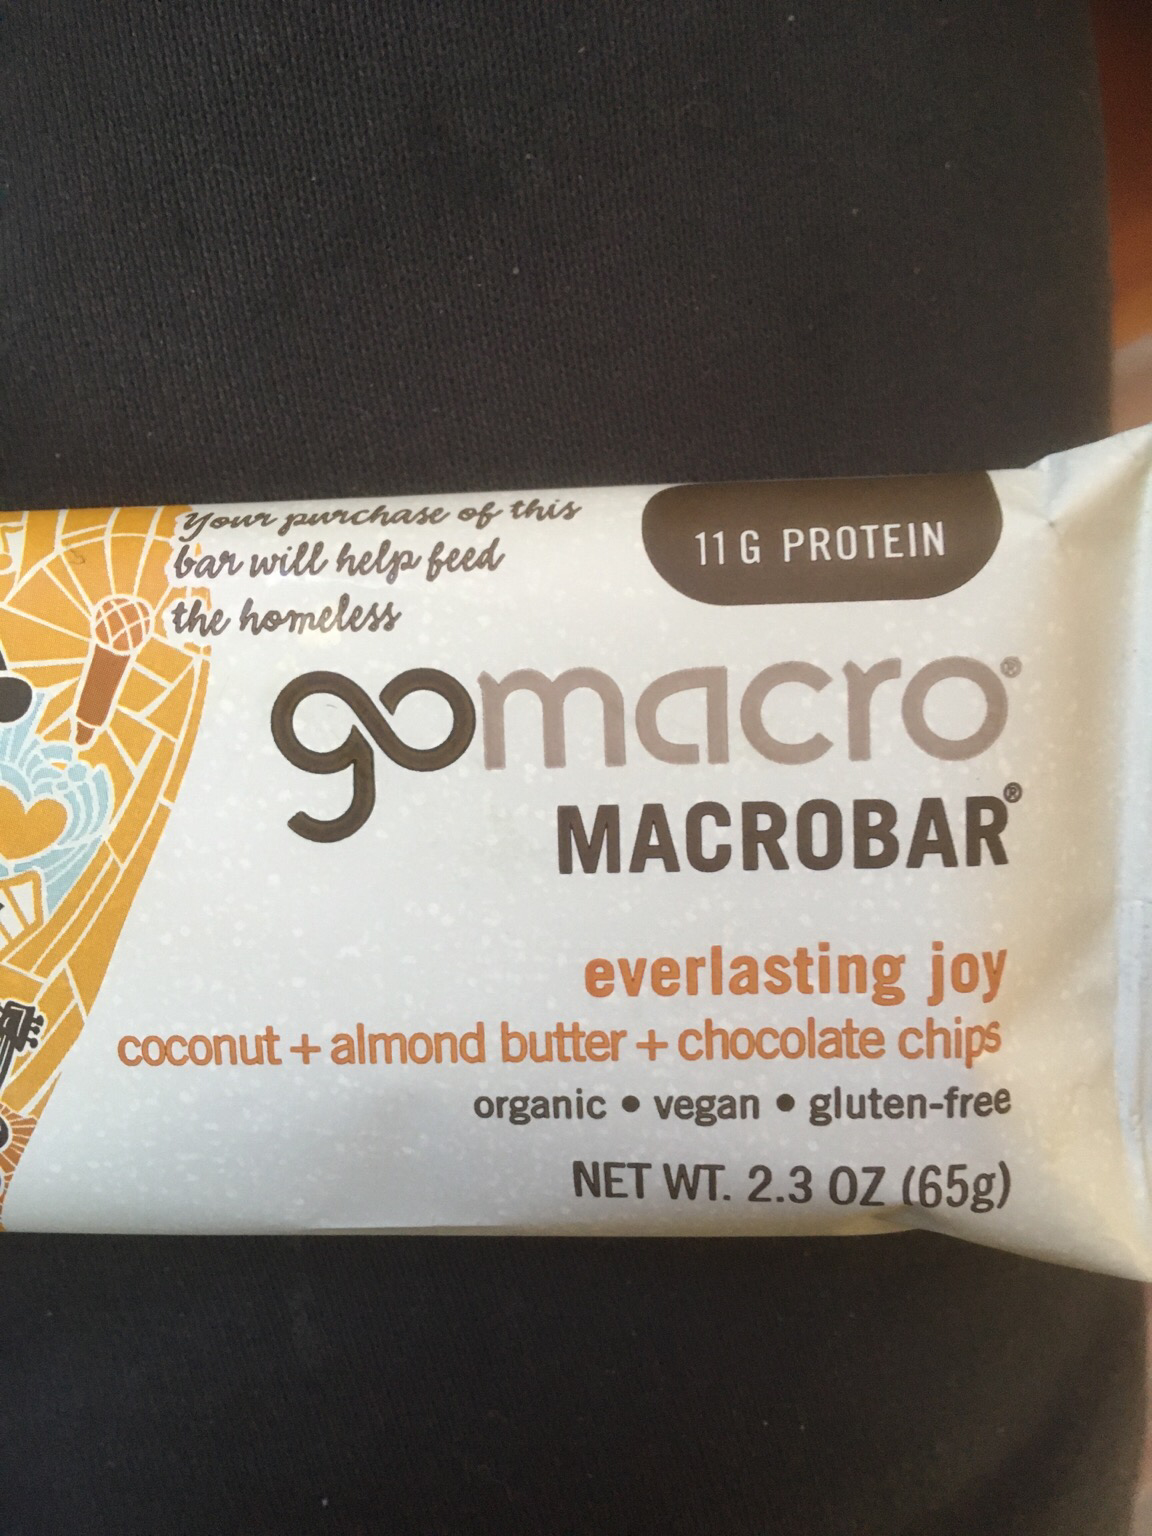 Your purchase of this
bar will help feed
the homeless
11 G PROTEIN
gomacro®
MACROBAR®
everlasting joy
coconut + almond butter + chocolate chips
organic • vegan • gluten-free
NET WT. 2.3 OZ (65g)